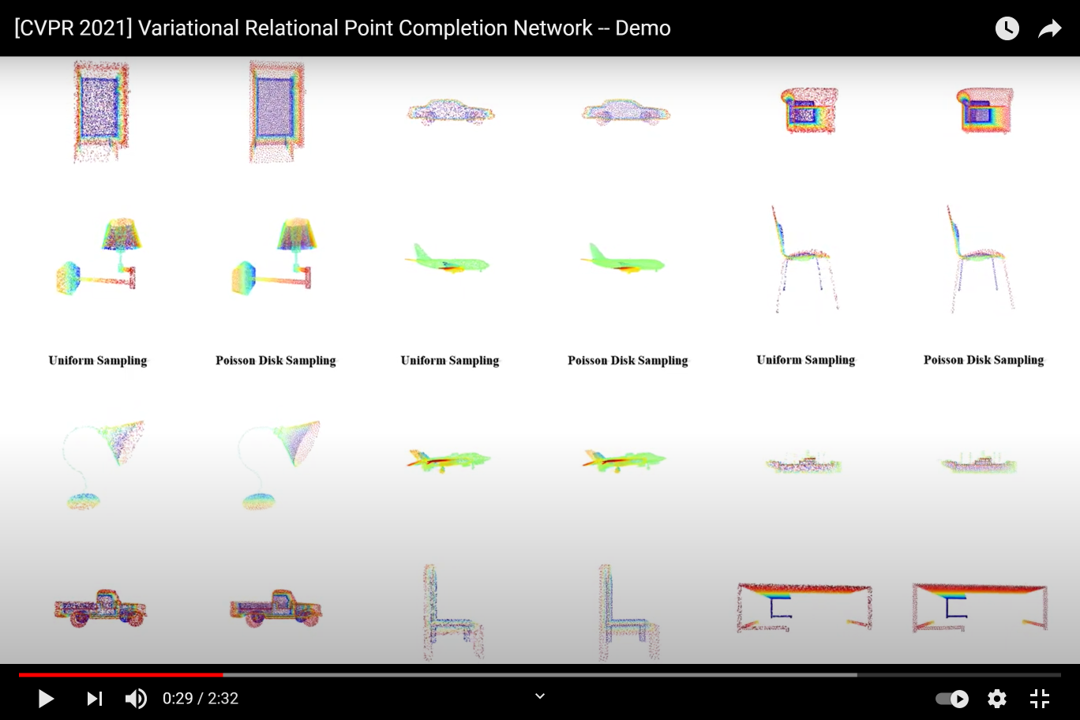 [CVPR 2021] Variational Relational Point Completion Network -- Demo
Uniform Sampling Poisson Disk Sampling Uniform Sampling Poisson Disk Sampling Uniform Sampling Poisson Disk Sampling
0:29 / 2:32